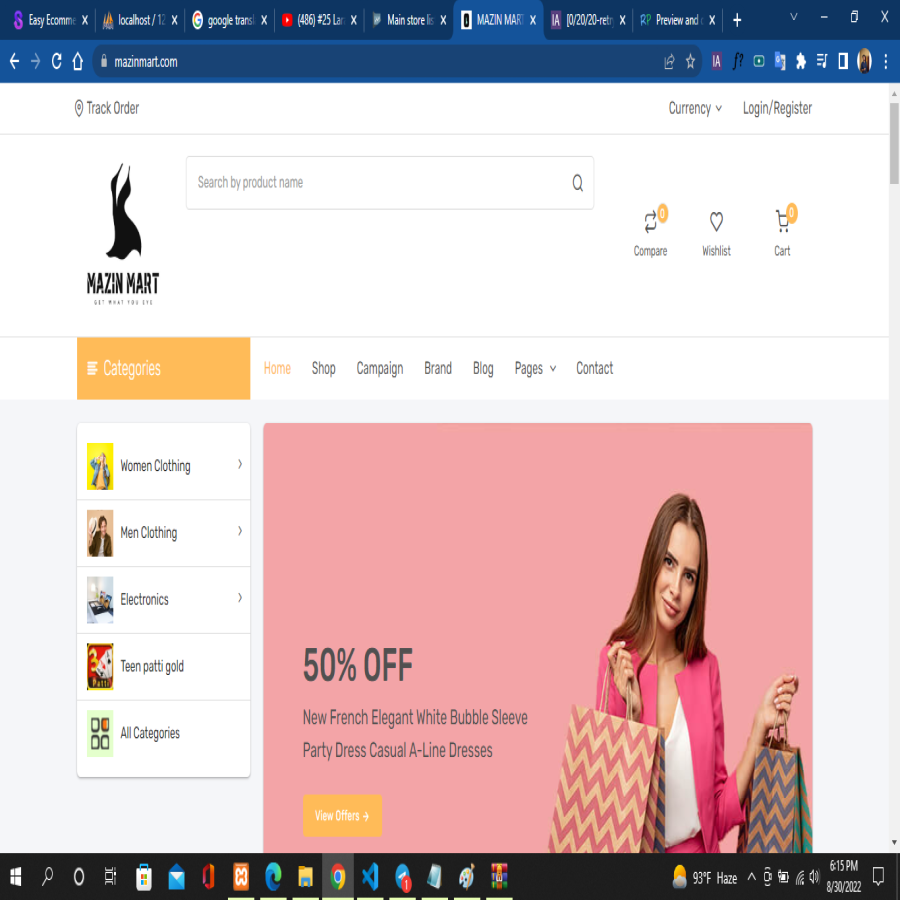 Easy Ecomme
localhost / 12
google transl
(486) #25 Lar
Main store lis
MAZIN MAR
[0/20/20-retr
Preview and
mazinmart.com
Track Order
Currency
Login/Register
Search by product name
MAZIN MART
GET WHAT YOU EYE
0
0
Compare
Wishlist
Cart
Categories
Home
Shop
Campaign
Brand
Blog
Pages
Contact
Women Clothing
Men Clothing
Electronics
Teen patti gold
All Categories
50% OFF
New French Elegant White Bubble Sleeve
Party Dress Casual A-Line Dresses
View Offers →
93°F Haze
6:15 PM
8/30/2022